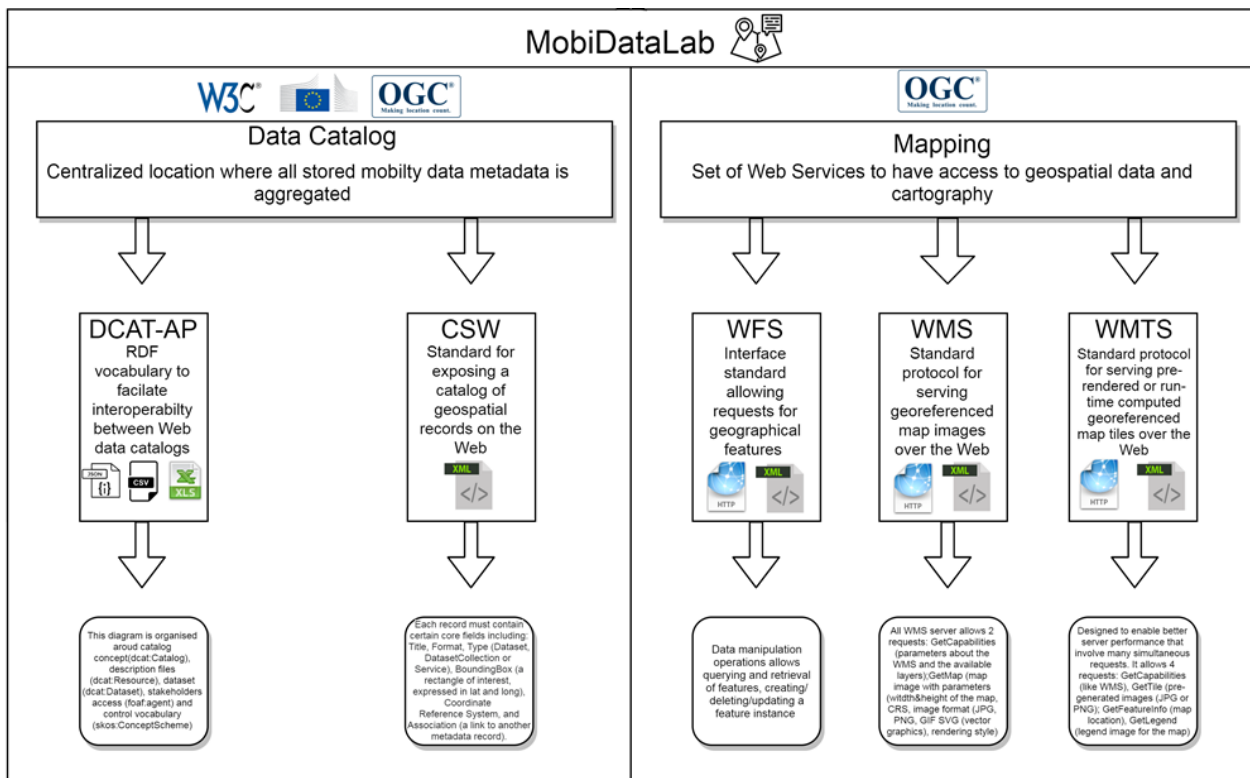 MobiDataLab
W3C®
OGC®
Making location count.
OGC®
Making location count.
Data Catalog
Centralized location where all stored mobilty data metadata is
aggregated
Mapping
Set of Web Services to have access to geospatial data and
cartography
DCAT-AP
RDF
vocabulary to
facilate
interoperabilty
between Web
data catalogs
JSON
{;}
CSV
XLS
CSW
Standard for
exposing a
catalog of
geospatial
records on the
Web
XML
</>
WFS
Interface
standard
allowing
requests for
geographical
features
HTTP
XML
</>
WMS
Standard
protocol for
serving
georeferenced
map images
over the Web
HTTP
XML
</>
WMTS
Standard protocol
for serving pre-
rendered or run-
time computed
georeferenced
map tiles over the
Web
HTTP
XML
</>
This diagram is organised
aroud catalog
concept(dcat:Catalog),
description files
(dcat:Resource), dataset
(dcat:Dataset), stakeholders
access (foaf:agent) and
control vocabulary
(skos:ConceptScheme)
Each record must contain
certain core fields including:
Title, Format, Type (Dataset,
DatasetCollection or
Service), BoundingBox (a
rectangle of interest,
expressed in lat and long),
Coordinate
Reference System, and
Association (a link to another
metadata record).
Data manipulation
operations allows
querying and retrieval
of features, creating/
deleting/updating a
feature instance
All WMS server allows 2
requests: GetCapabilities
(parameters about the
WMS and the available
layers);GetMap (map
image with parameters
(witdth&height of the map,
CRS, image format (JPG,
PNG, GIF SVG (vector
graphics), rendering style)
Designed to enable better
server performance that
involve many simultaneous
requests. It allows 4
requests: GetCapabilities
(like WMS), GetTile (pre-
generated images (JPG or
PNG); GetFeatureInfo (map
location), GetLegend
(legend image for the map)